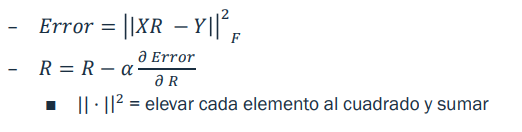 – Error = ||XR − Y||²_F
– R = R − α ∂ Error / ∂ R
▪ || · ||² = elevar cada elemento al cuadrado y sumar